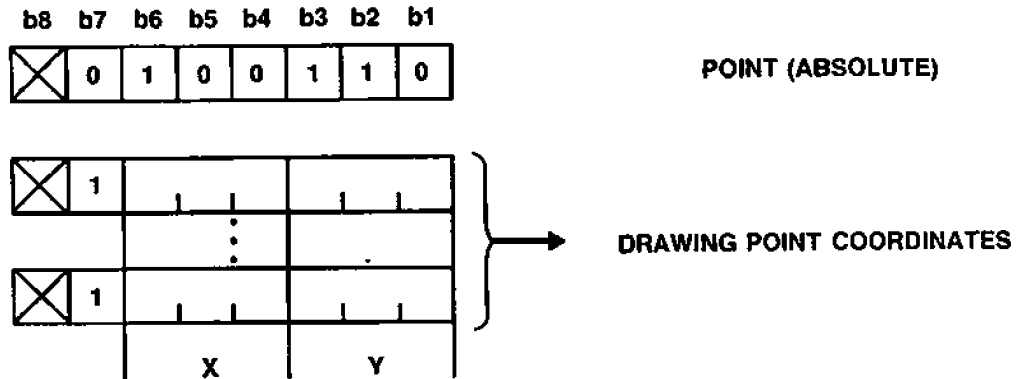 b8 b7 b6 b5 b4 b3 b2 b1
0 1 0 0 1 1 0 POINT (ABSOLUTE)
1
DRAWING POINT COORDINATES
1
X Y